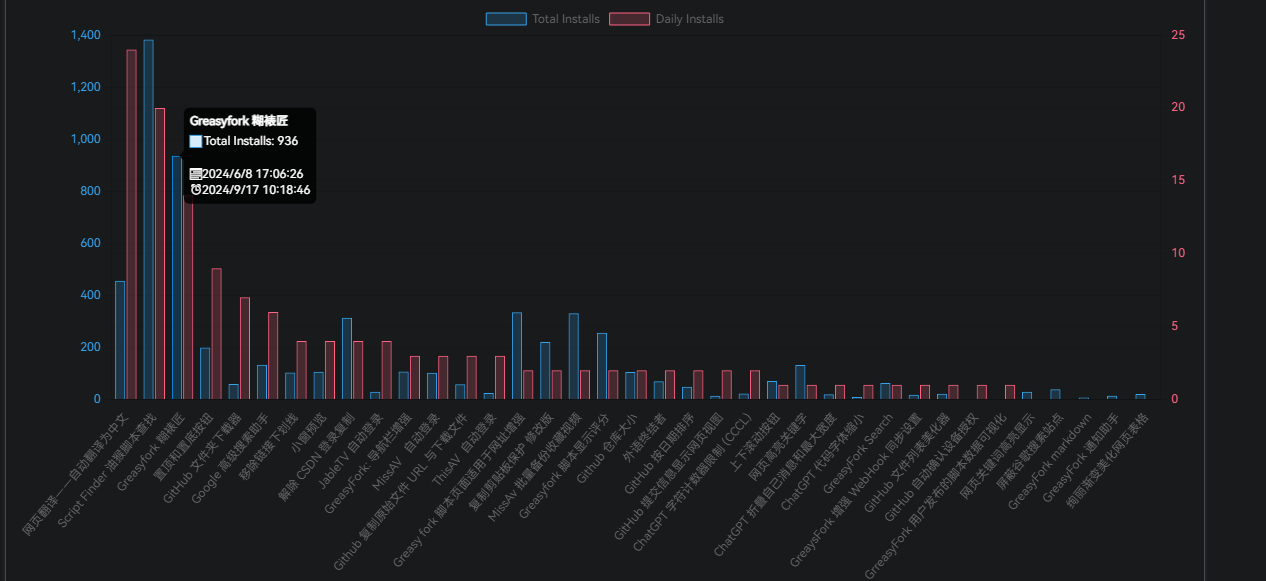 Total Installs
Daily Installs
1,400
1,200
1,000
800
600
400
200
0
25
20
15
10
5
0
Greasyfork 糊裱匠
Total Installs: 936
2024/6/8 17:06:26
2024/9/17 10:18:46
网页翻译——自动翻译为中文
Script Finder 油猴脚本查找
Greasyfork 糊裱匠
置顶和直底按钮
GitHub 文件夹下载器
Google 高级搜索助手
移除链接下划线
小窗预览
解除 CSDN 登录复制
JableTV 自动登录
GreasyFork: 导航栏增强
MissAV 自动登录
Github 复制原始文件 URL 与下载文件
ThisAV 自动登录
Greasy fork 脚本页面适用于网址增强
复制剪贴板保护 修改版
MissAv 批量备份收藏视频
Greasyfork 脚本显示评分
Github 仓库大小
外链终结者
GitHub 按日期排序
GitHub 提交信息显示网页视图
ChatGPT 字符计数器限制 (CCCL)
上下滚动按钮
网页高亮关键字
ChatGPT 折叠自己消息和最大宽度
ChatGPT 代码字体缩小
GreasyFork Search
GreaysFork 增强 WebHook 同步设置
GitHub 文件列表美化器
GitHub 自动确认设备授权
GrreasyFork 用户发布的脚本数据可视化
网页关键词高亮显示
屏蔽谷歌搜索站点
GreasyFork markdown
GreasyFork 通知助手
绚丽渐变美化网页表格